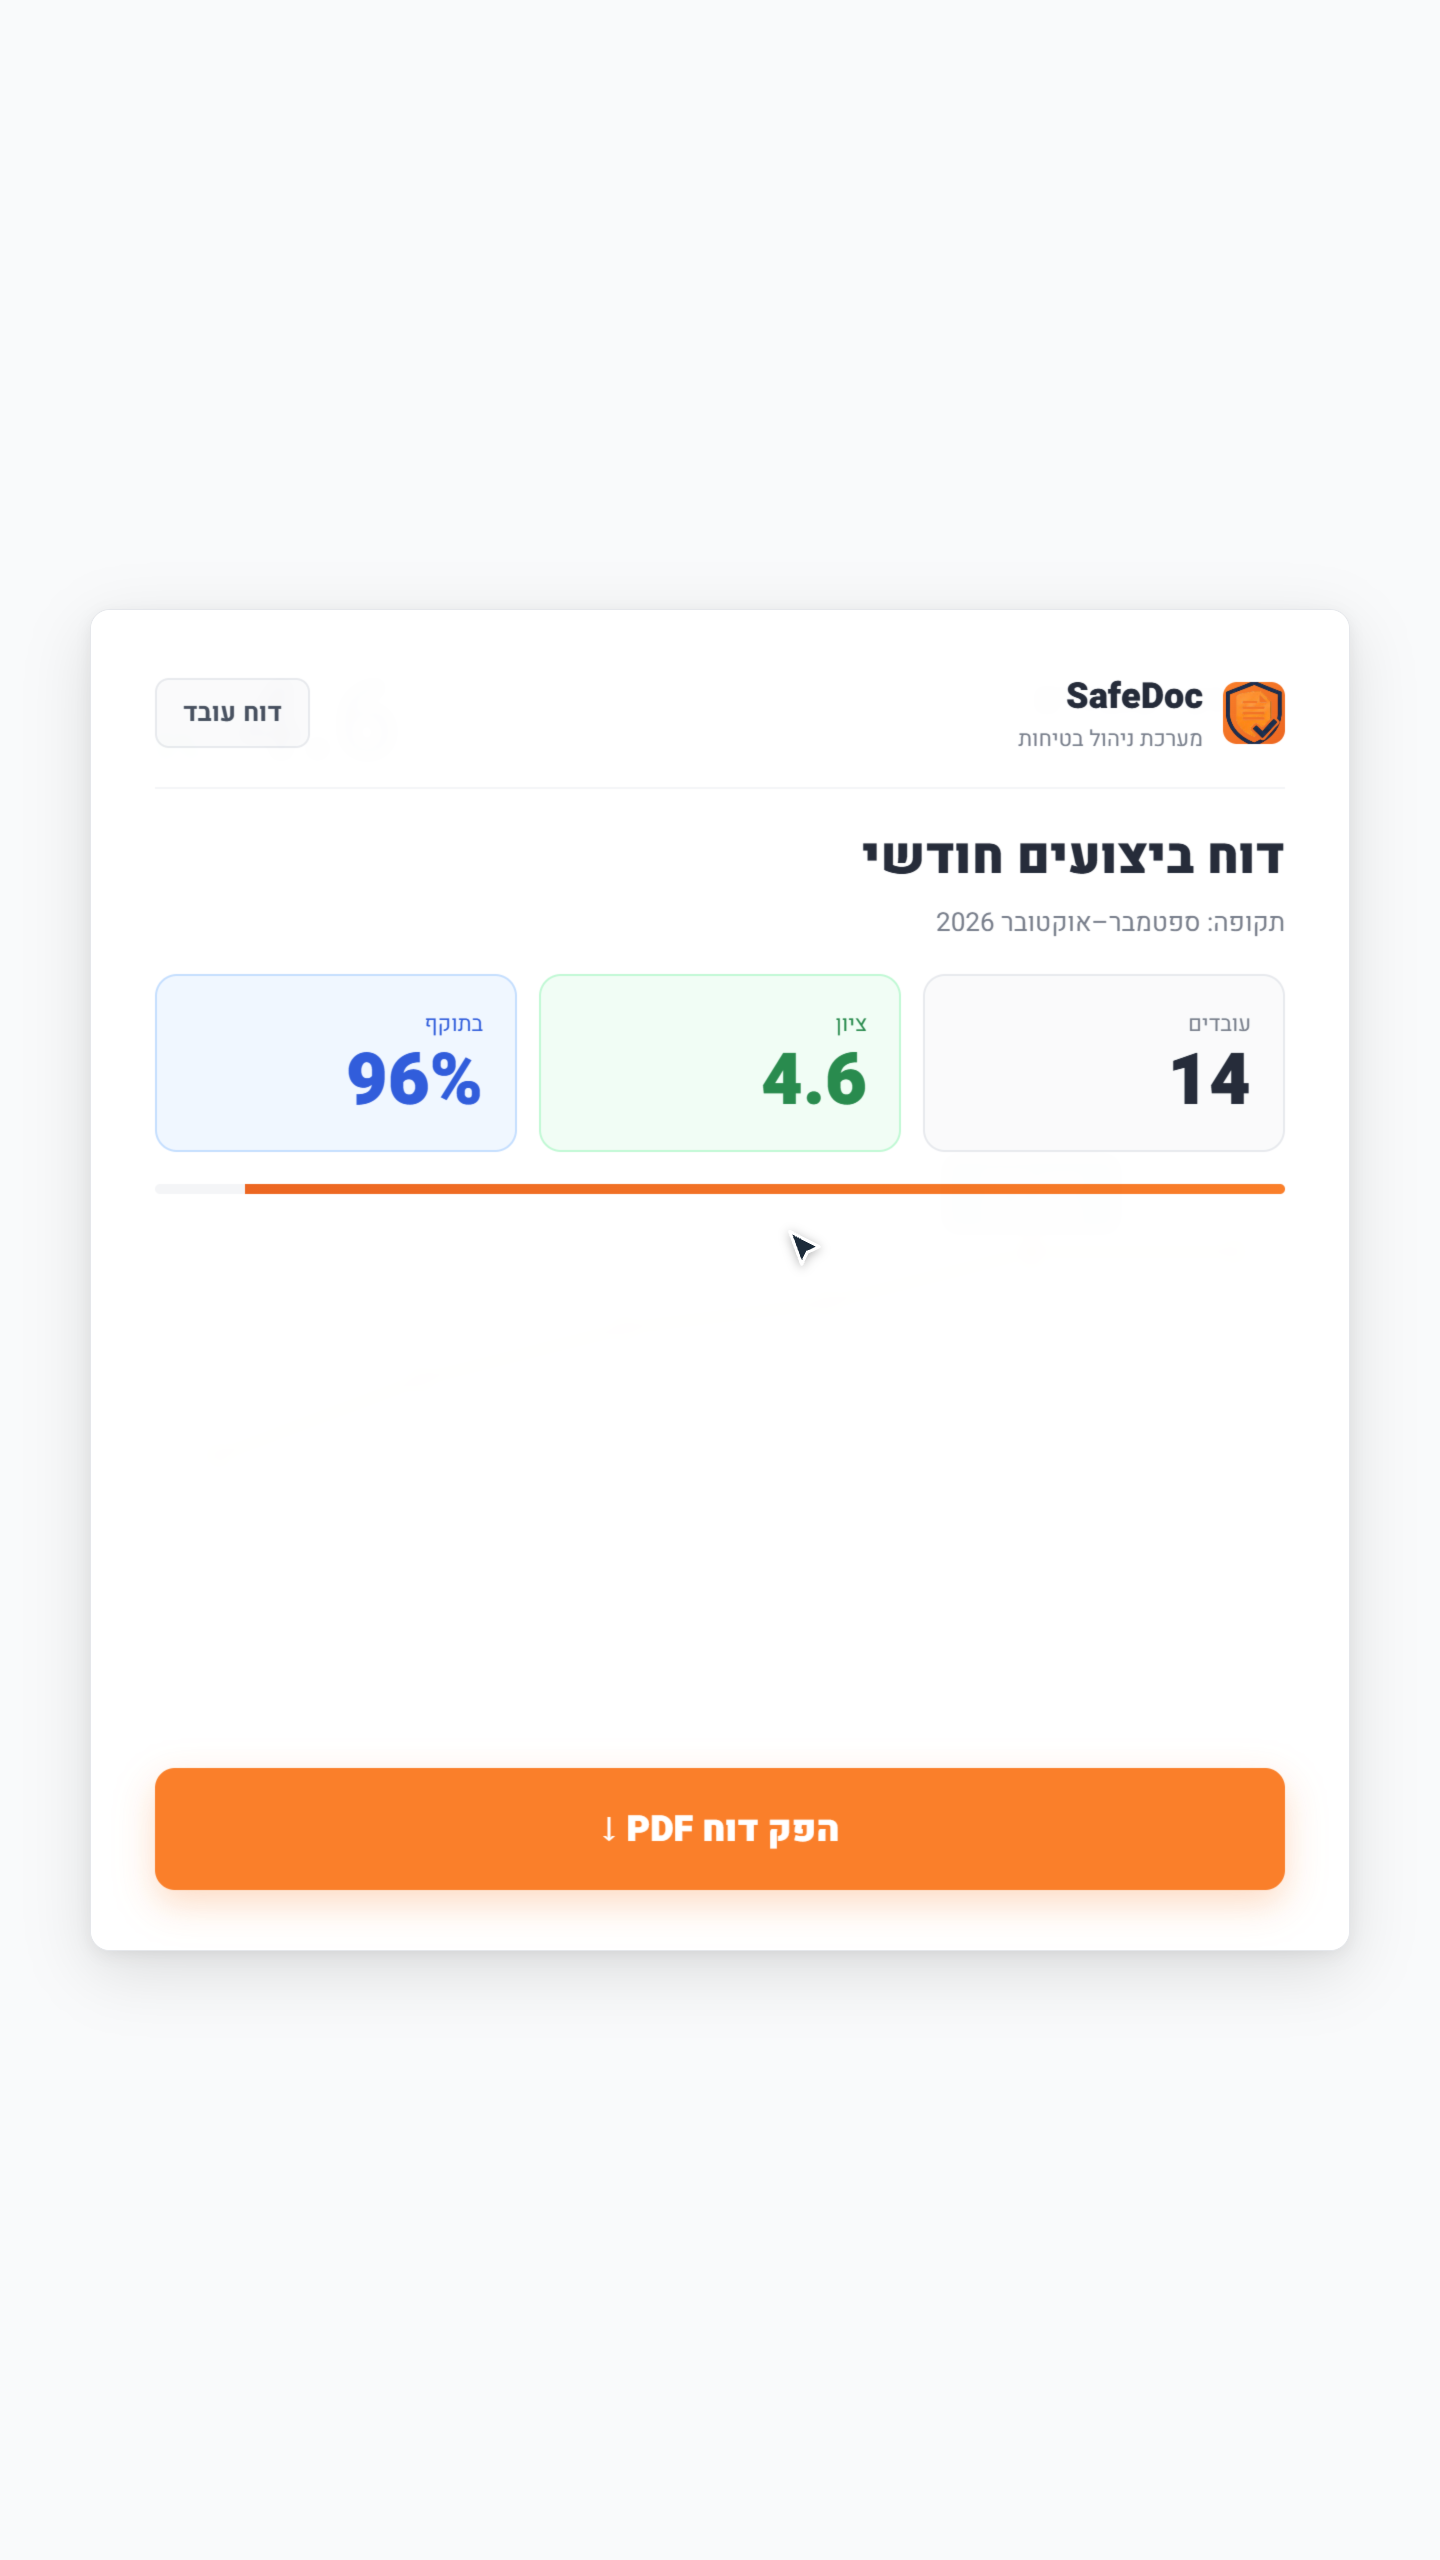 SafeDoc
מערכת ניהול בטיחות
דוח עובד
דוח ביצועים חודשי
תקופה: ספטמבר–אוקטובר 2026
עובדים
14
ציון
4.6
בתוקף
96%
הפק דוח PDF ↓